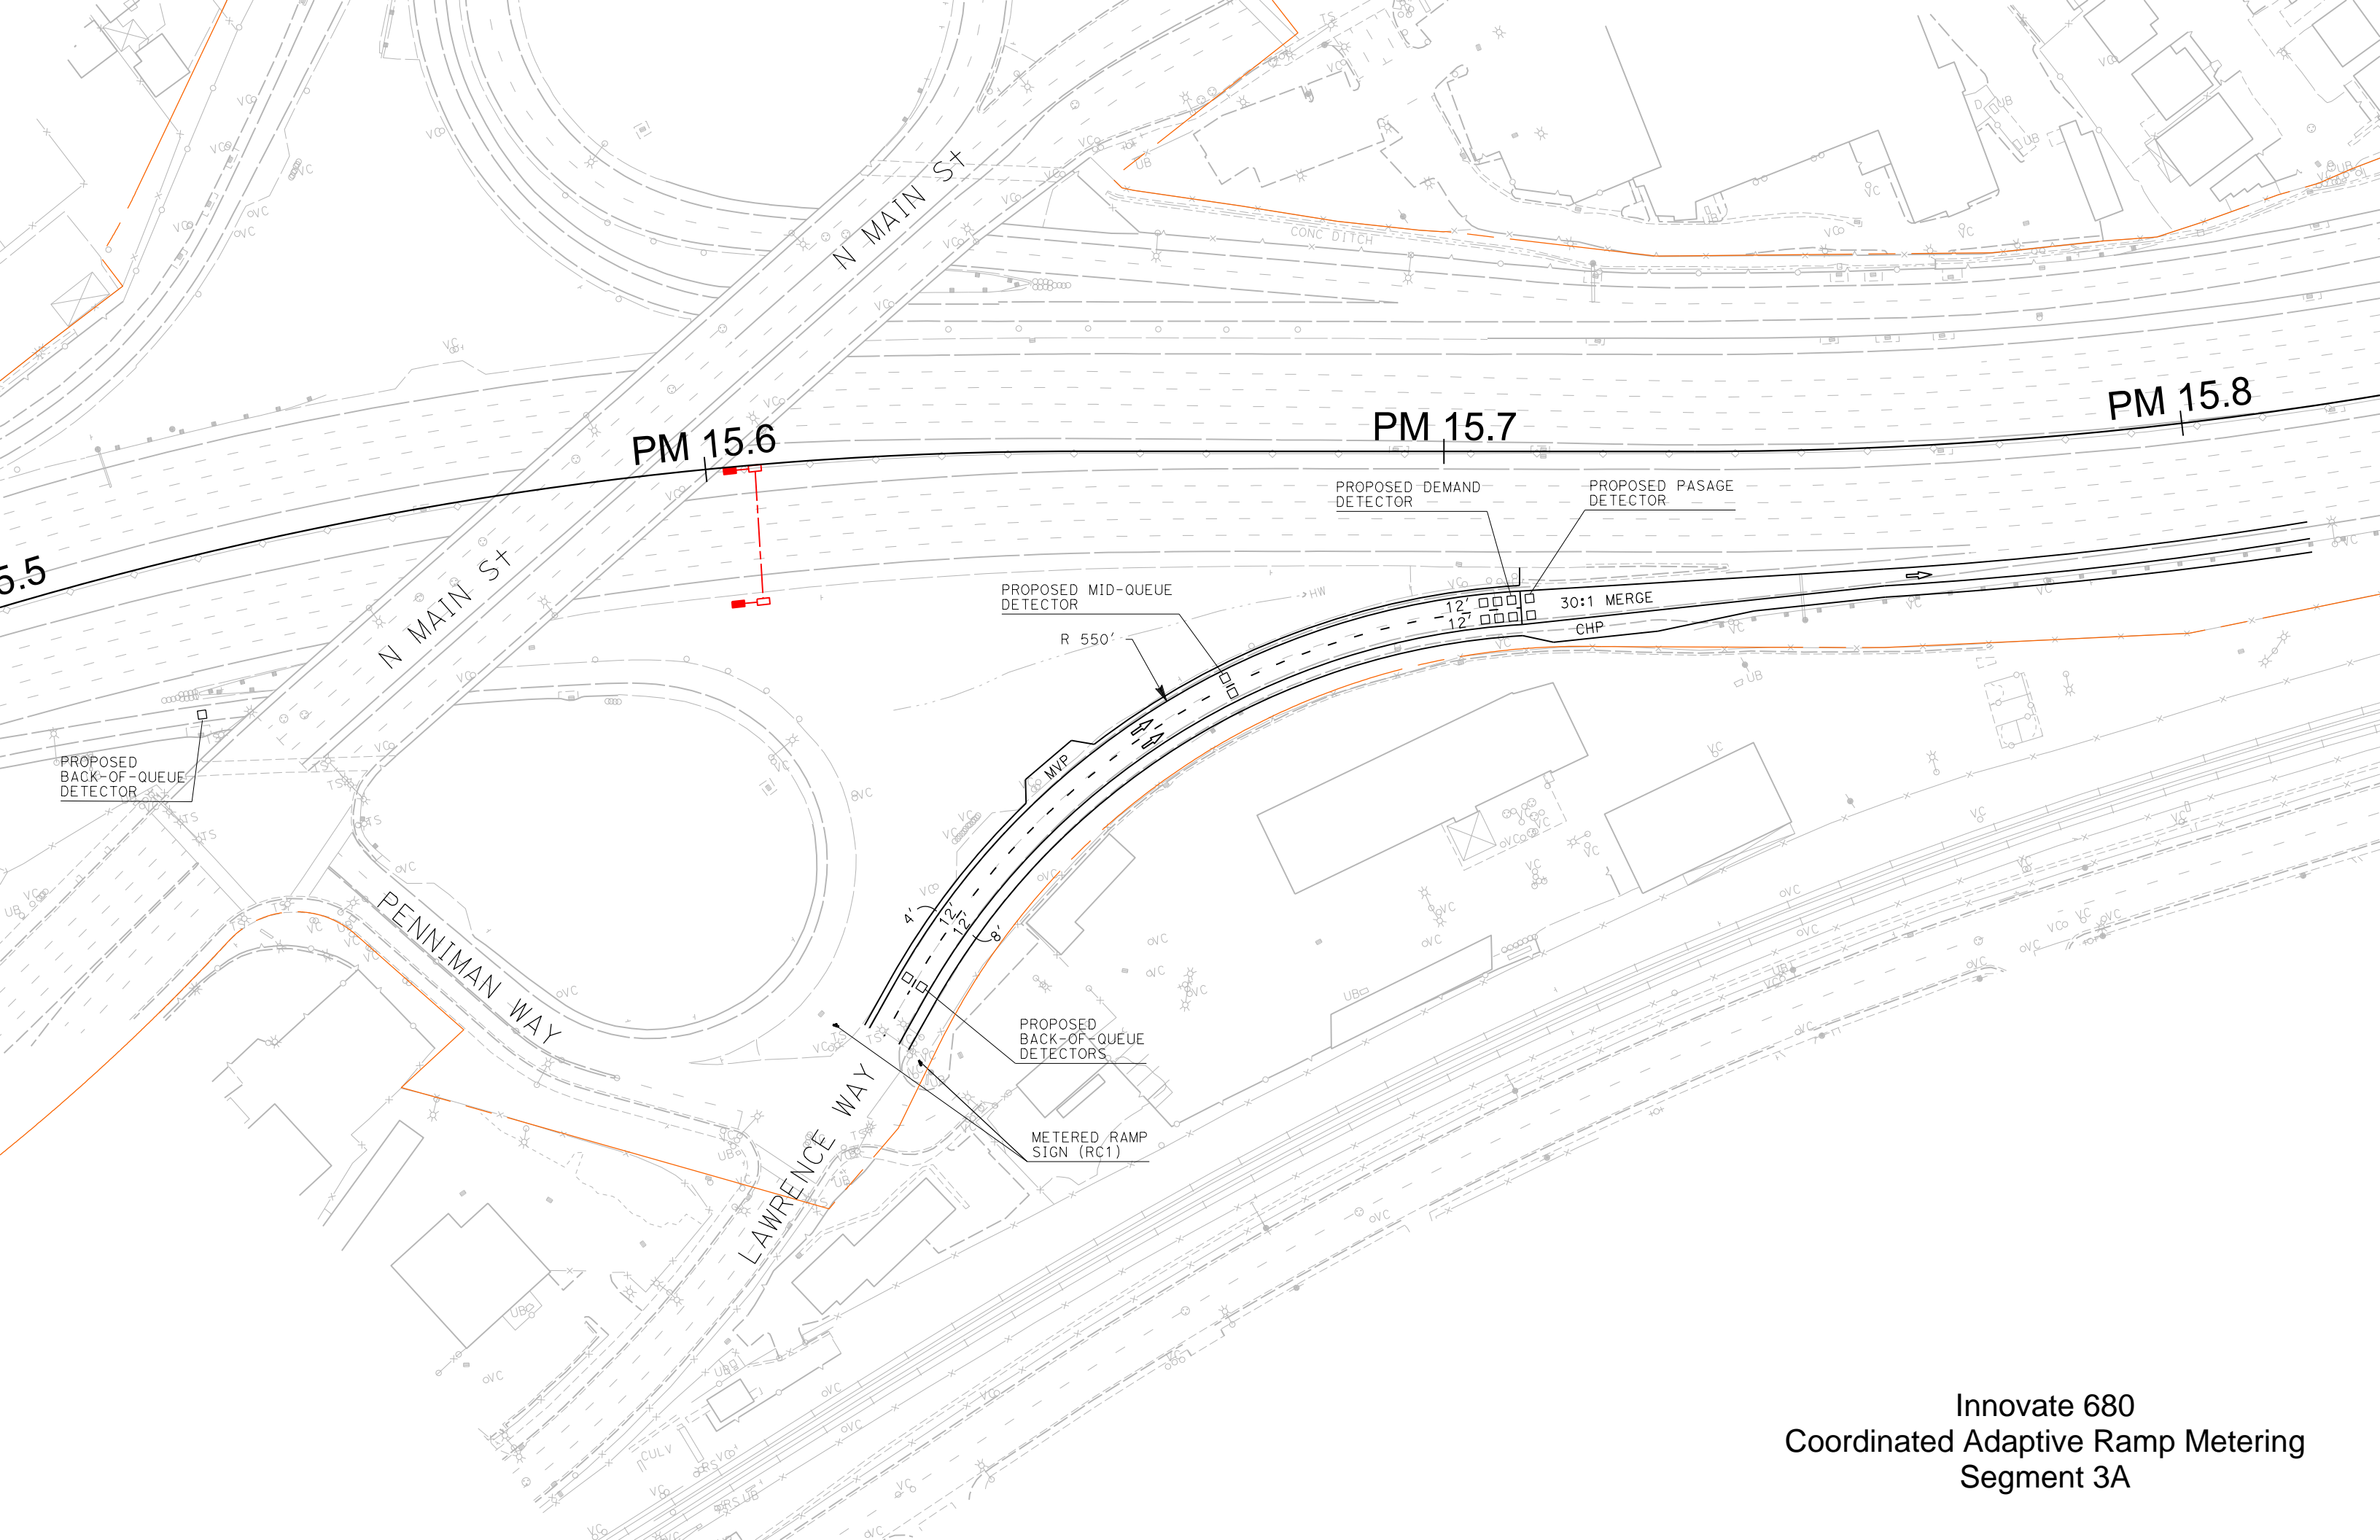 N MAIN St
CONC DITCH
PM 15.6
PM 15.7
PM 15.8
5.5
PROPOSED DEMAND
DETECTOR
PROPOSED PASAGE
DETECTOR
PROPOSED MID-QUEUE
DETECTOR
R 550'
HW
12'
12'
30:1 MERGE
CHP
N MAIN St
MVP
PROPOSED
BACK-OF-QUEUE
DETECTOR
4'
12'
12'
8'
PENNIMAN WAY
PROPOSED
BACK-OF-QUEUE
DETECTORS
LAWRENCE WAY
METERED RAMP
SIGN (RC1)
CULV
Innovate 680
Coordinated Adaptive Ramp Metering
Segment 3A